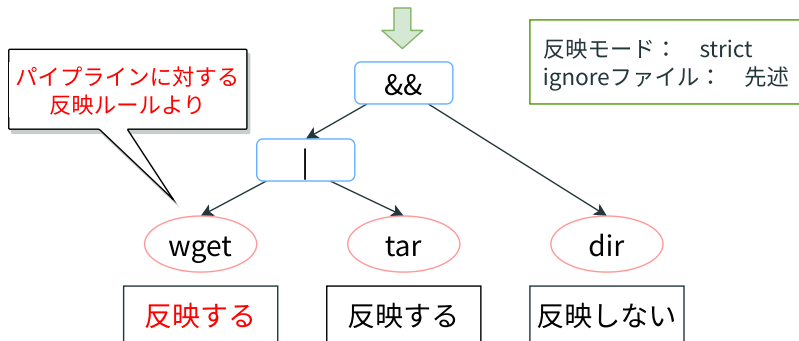 反映モード：　strict
ignoreファイル：　先述
パイプラインに対する
反映ルールより
&&
|
wget
tar
dir
反映する
反映する
反映しない